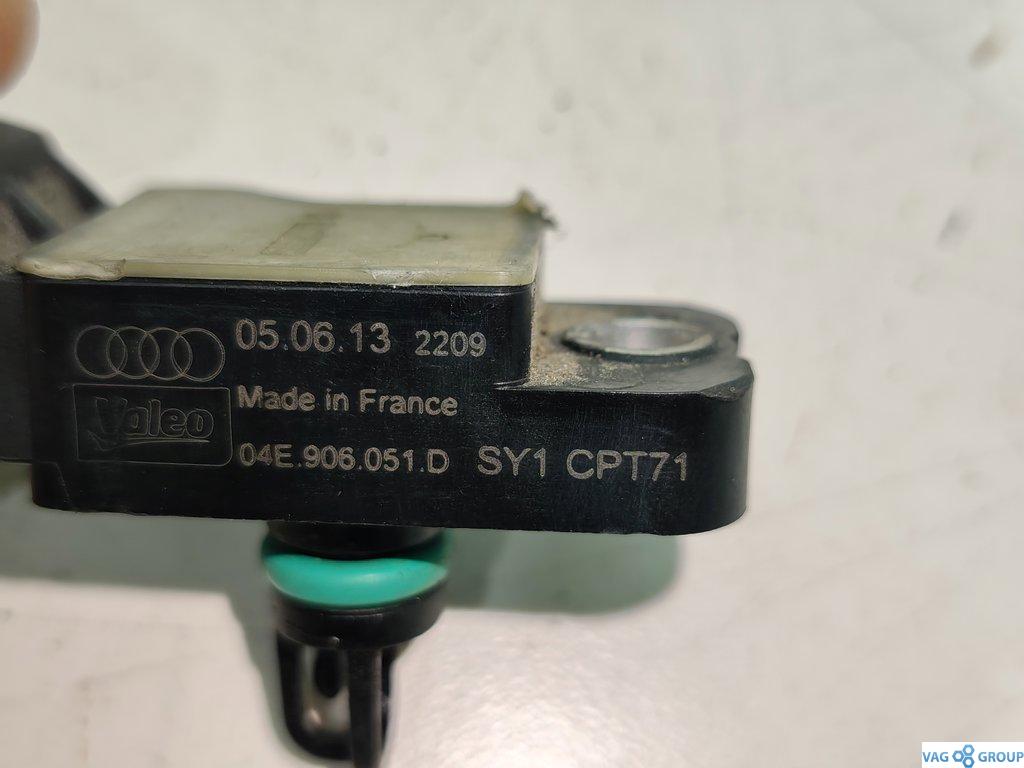 05.06.13 2209
Made in France
Valeo
04E.906.051.D SY1 CPT71
VAG GROUP